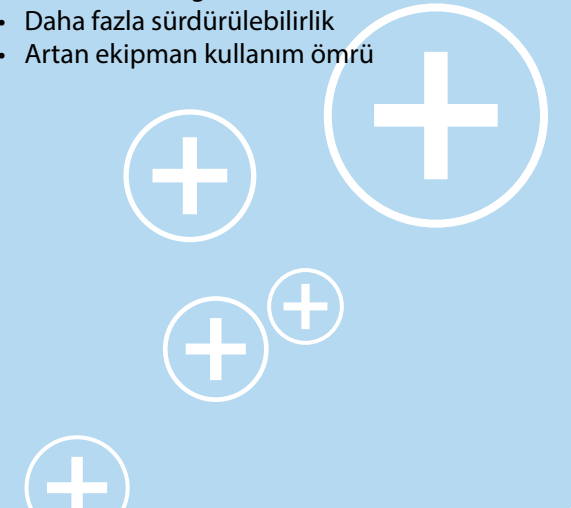 • Daha fazla sürdürülebilirlik
• Artan ekipman kullanım ömrü